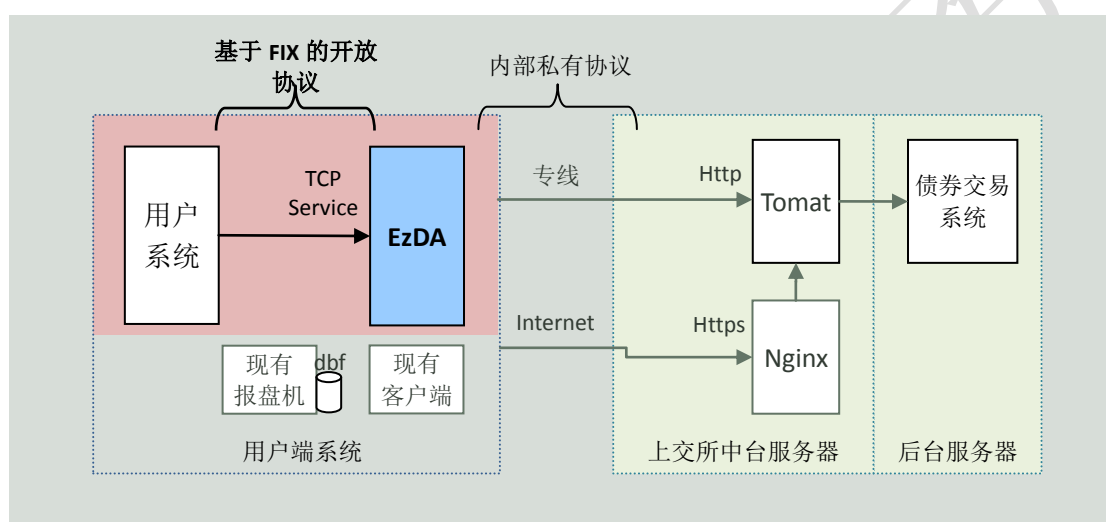 基于 FIX 的开放
协议
内部私有协议
用户
系统
TCP
Service
EzDA
专线
Http
Tomat
债券交易
系统
Internet
Https
Nginx
现有
报盘机
dbf
现有
客户端
用户端系统
上交所中台服务器
后台服务器